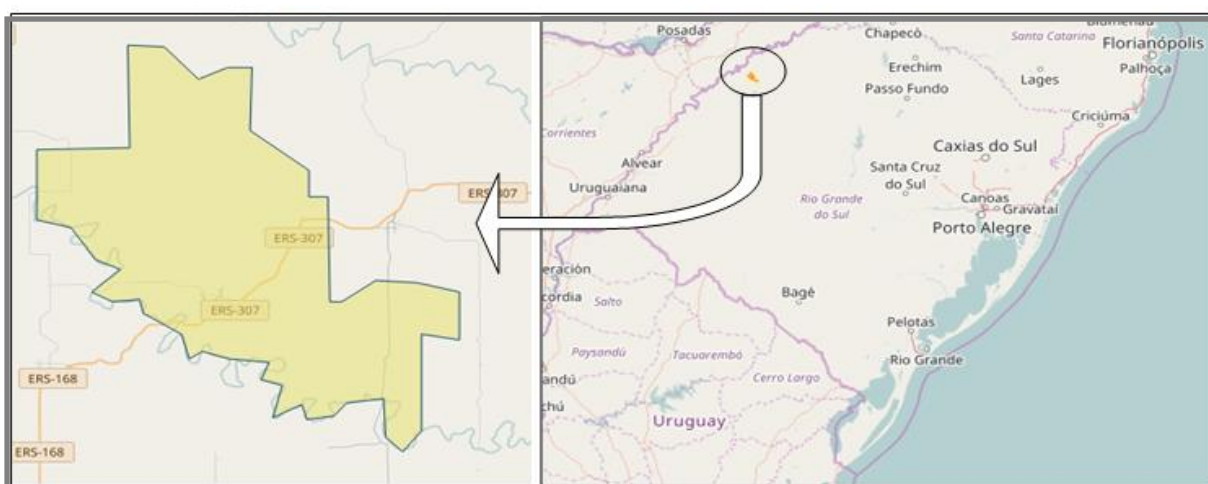 ERS-307
ERS-307
ERS-307
ERS-168
ERS-168
Posadas
Chapecó
Blumenau
Santa Catarina
Florianópolis
Erechim
Palhoça
Lages
Passo Fundo
Criciúma
Corrientes
Caxias do Sul
Alvear
Santa Cruz
do Sul
Uruguaiana
Rio Grande
do Sul
Canoas
Gravataí
Porto Alegre
eración
cordia
Salto
Bagé
Pelotas
Paysandú
Tacuarembó
Rio Grande
andú
Cerro Largo
chú
Uruguay